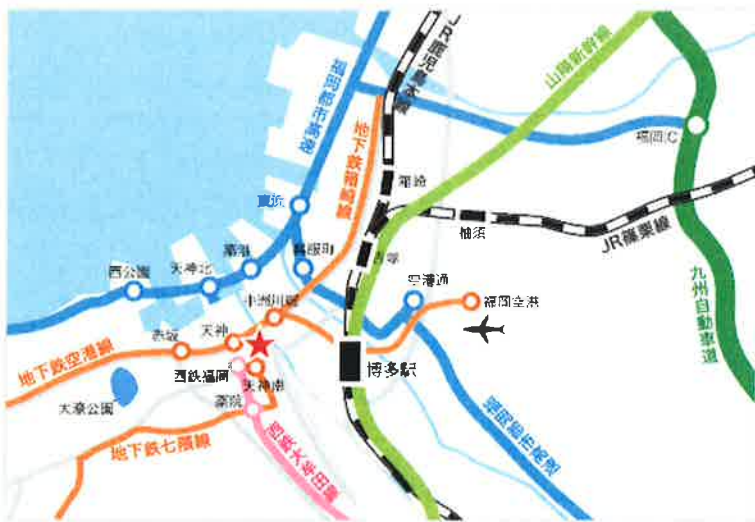 JR鹿児島本線
山陽新幹線
福岡都市高速
地下鉄箱崎線
福岡IC
箱崎
柚須
JR篠栗線
九州自動車道
吉塚
呉服町
築港
天神北
西公園
空港通
福岡空港
中洲川端
天神
赤坂
地下鉄空港線
西鉄福岡
天神南
博多駅
大濠公園
薬院
地下鉄七隈線
西鉄大牟田線
福岡都市高速